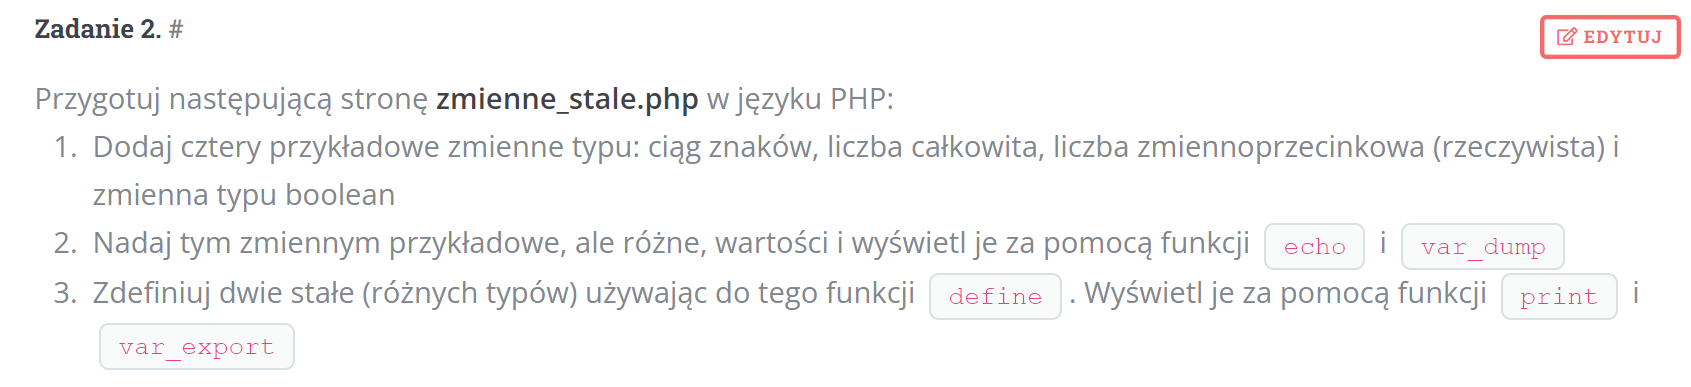 Zadanie 2. #
EDYTUJ
Przygotuj następującą stronę zmienne_stale.php w języku PHP:
1. Dodaj cztery przykładowe zmienne typu: ciąg znaków, liczba całkowita, liczba zmiennoprzecinkowa (rzeczywista) i
zmienna typu boolean
2. Nadaj tym zmiennym przykładowe, ale różne, wartości i wyświetl je za pomocą funkcji echo i var_dump
3. Zdefiniuj dwie stałe (różnych typów) używając do tego funkcji define . Wyświetl je za pomocą funkcji print i
var_export